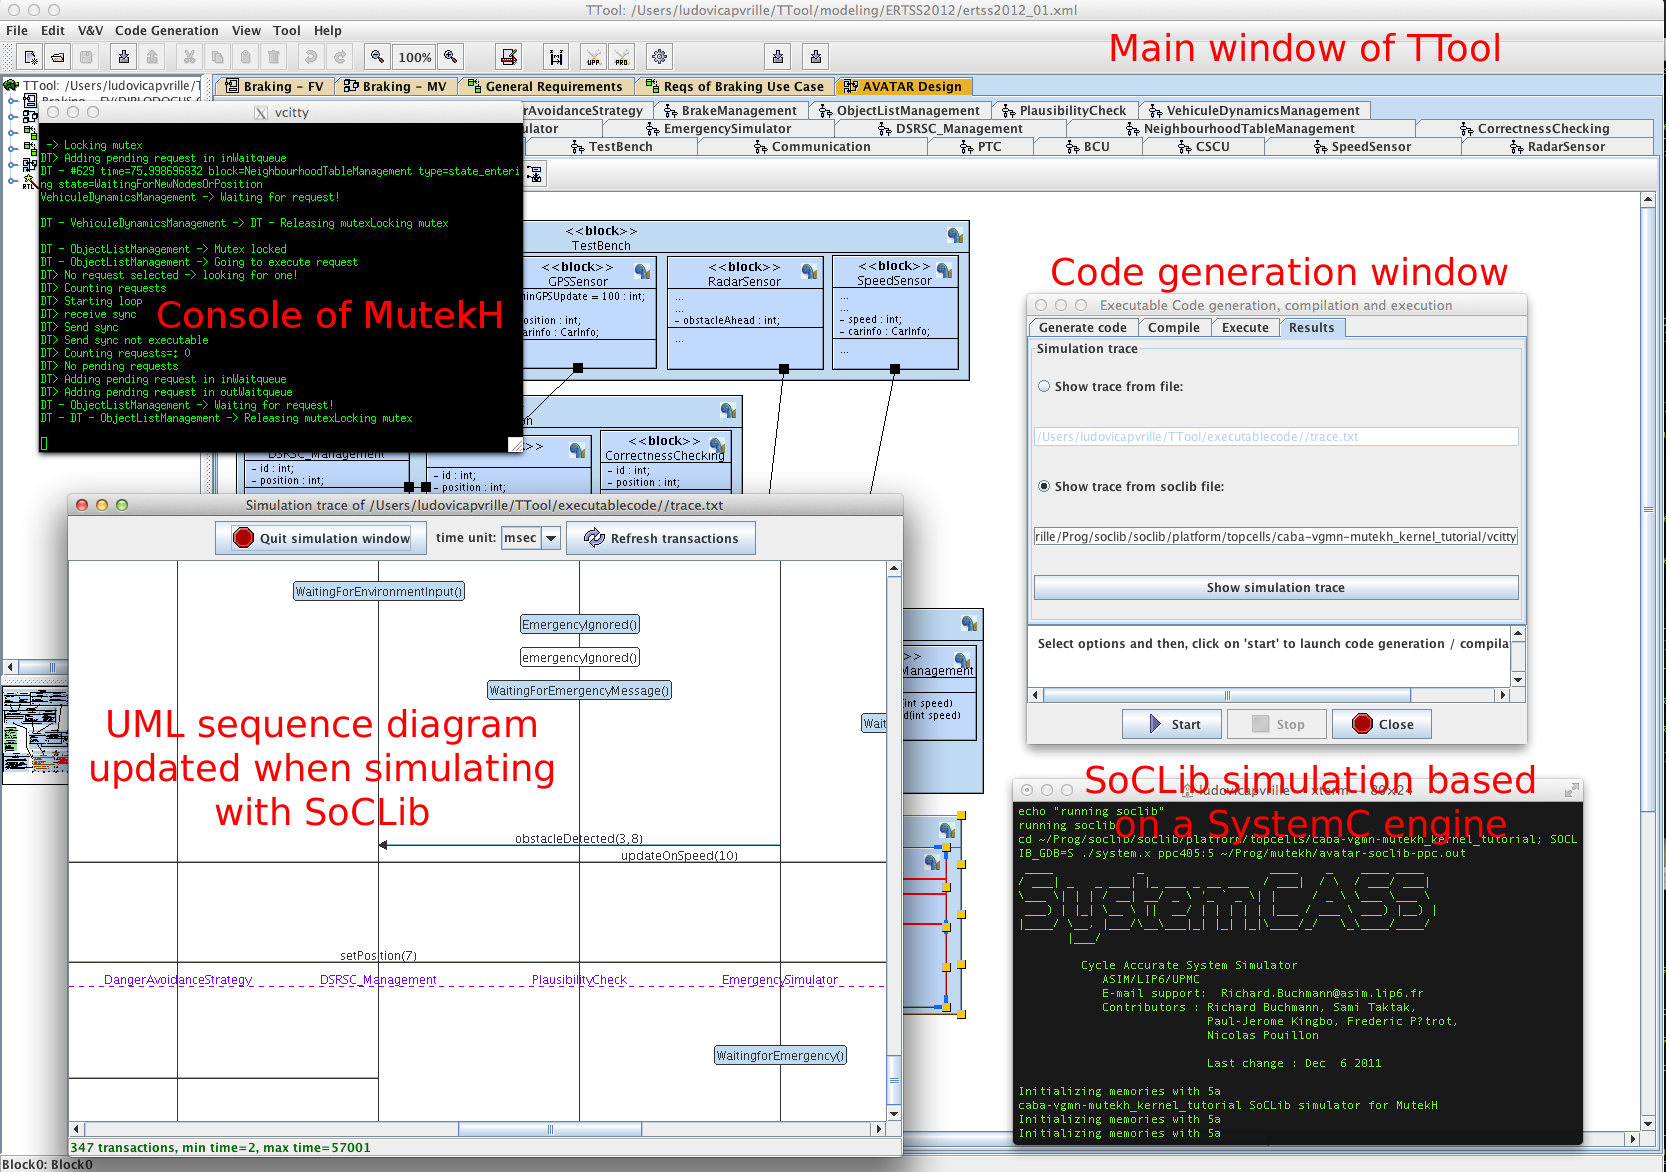 TTool: /Users/ludovicapvrille/TTool/modeling/ERTSS2012/ertss2012_01.xml
File Edit V&V Code Generation View Tool Help
100%
Main window of TTool
TTool: /Users/ludovicapvrille/T
Braking - FV Braking - MV General Requirements Reqs of Braking Use Case AVATAR Design
AvoidanceStrategy BrakeManagement ObjectListManagement PlausibilityCheck VehiculeDynamicsManagement
ulator EmergencySimulator DSRSC_Management NeighbourhoodTableManagement CorrectnessChecking
TestBench Communication PTC BCU CSCU SpeedSensor RadarSensor
vcitty
-> Locking mutex
DT> Adding pending request in inWaitqueue
DT - #629 time=75.998696832 block=NeighbourhoodTableManagement type=state_enteri
ng state=WaitingForNewNodesOrPosition
VehiculeDynamicsManagement -> Waiting for request!
DT - VehiculeDynamicsManagement -> DT - Releasing mutexLocking mutex
DT - ObjectListManagement -> Mutex locked
DT - ObjectListManagement -> Going to execute request
DT> No request selected -> looking for one!
DT> Counting requests
DT> Starting loop
DT> receive sync
DT> Send sync
DT> Send sync not executable
DT> Counting requests=: 0
DT> No pending requests
DT> Adding pending request in inWaitqueue
DT> Adding pending request in outWaitqueue
DT - ObjectListManagement -> Waiting for request!
DT - DT - ObjectListManagement -> Releasing mutexLocking mutex
Console of MutekH
<<block>>
TestBench
<<block>>
GPSSensor
minGPSUpdate = 100 : int;
osition : int;
carinfo : CarInfo;
<<block>>
RadarSensor
...
- obstacleAhead : int;
...
<<block>>
SpeedSensor
...
- speed : int;
- carinfo : CarInfo;
...
DSRSC_Management
- id : int;
- position : int;
>>
- id : int;
- position : int;
<<block>>
CorrectnessChecking
- id : int;
- position : int;
>>
Management
(int speed)
d(int speed)
Code generation window
Executable Code generation, compilation and execution
Generate code Compile Execute Results
Simulation trace
Show trace from file:
/Users/ludovicapvrille/TTool/executablecode//trace.txt
Show trace from soclib file:
rille/Prog/soclib/soclib/platform/topcells/caba-vgmn-mutekh_kernel_tutorial/vcitty
Show simulation trace
Select options and then, click on 'start' to launch code generation / compila
Start Stop Close
Simulation trace of /Users/ludovicapvrille/TTool/executablecode//trace.txt
Quit simulation window time unit: msec Refresh transactions
WaitingForEnvironmentInput()
EmergencyIgnored()
emergencyIgnored()
WaitingForEmergencyMessage()
Wait
UML sequence diagram
updated when simulating
with SoCLib
obstacleDetected(3,8)
updateOnSpeed(10)
setPosition(7)
DangerAvoidanceStrategy DSRSC_Management PlausibilityCheck EmergencySimulator
WaitingforEmergency()
347 transactions, min time=2, max time=57001
Block0: Block0
SoCLib simulation based
on a SystemC engine
ludovicapvrille — xterm — 80×24
echo "running soclib"
running soclib
cd ~/Prog/soclib/soclib/platform/topcells/caba-vgmn-mutekh_kernel_tutorial; SOCL
IB_GDB=S ./system.x ppc405:5 ~/Prog/mutekh/avatar-soclib-ppc.out
SystemCASS
Cycle Accurate System Simulator
ASIM/LIP6/UPMC
E-mail support: Richard.Buchmann@asim.lip6.fr
Contributors : Richard Buchmann, Sami Taktak,
Paul-Jerome Kingbo, Frederic P?trot,
Nicolas Pouillon
Last change : Dec 6 2011
Initializing memories with 5a
caba-vgmn-mutekh_kernel_tutorial SoCLib simulator for MutekH
Initializing memories with 5a
Initializing memories with 5a